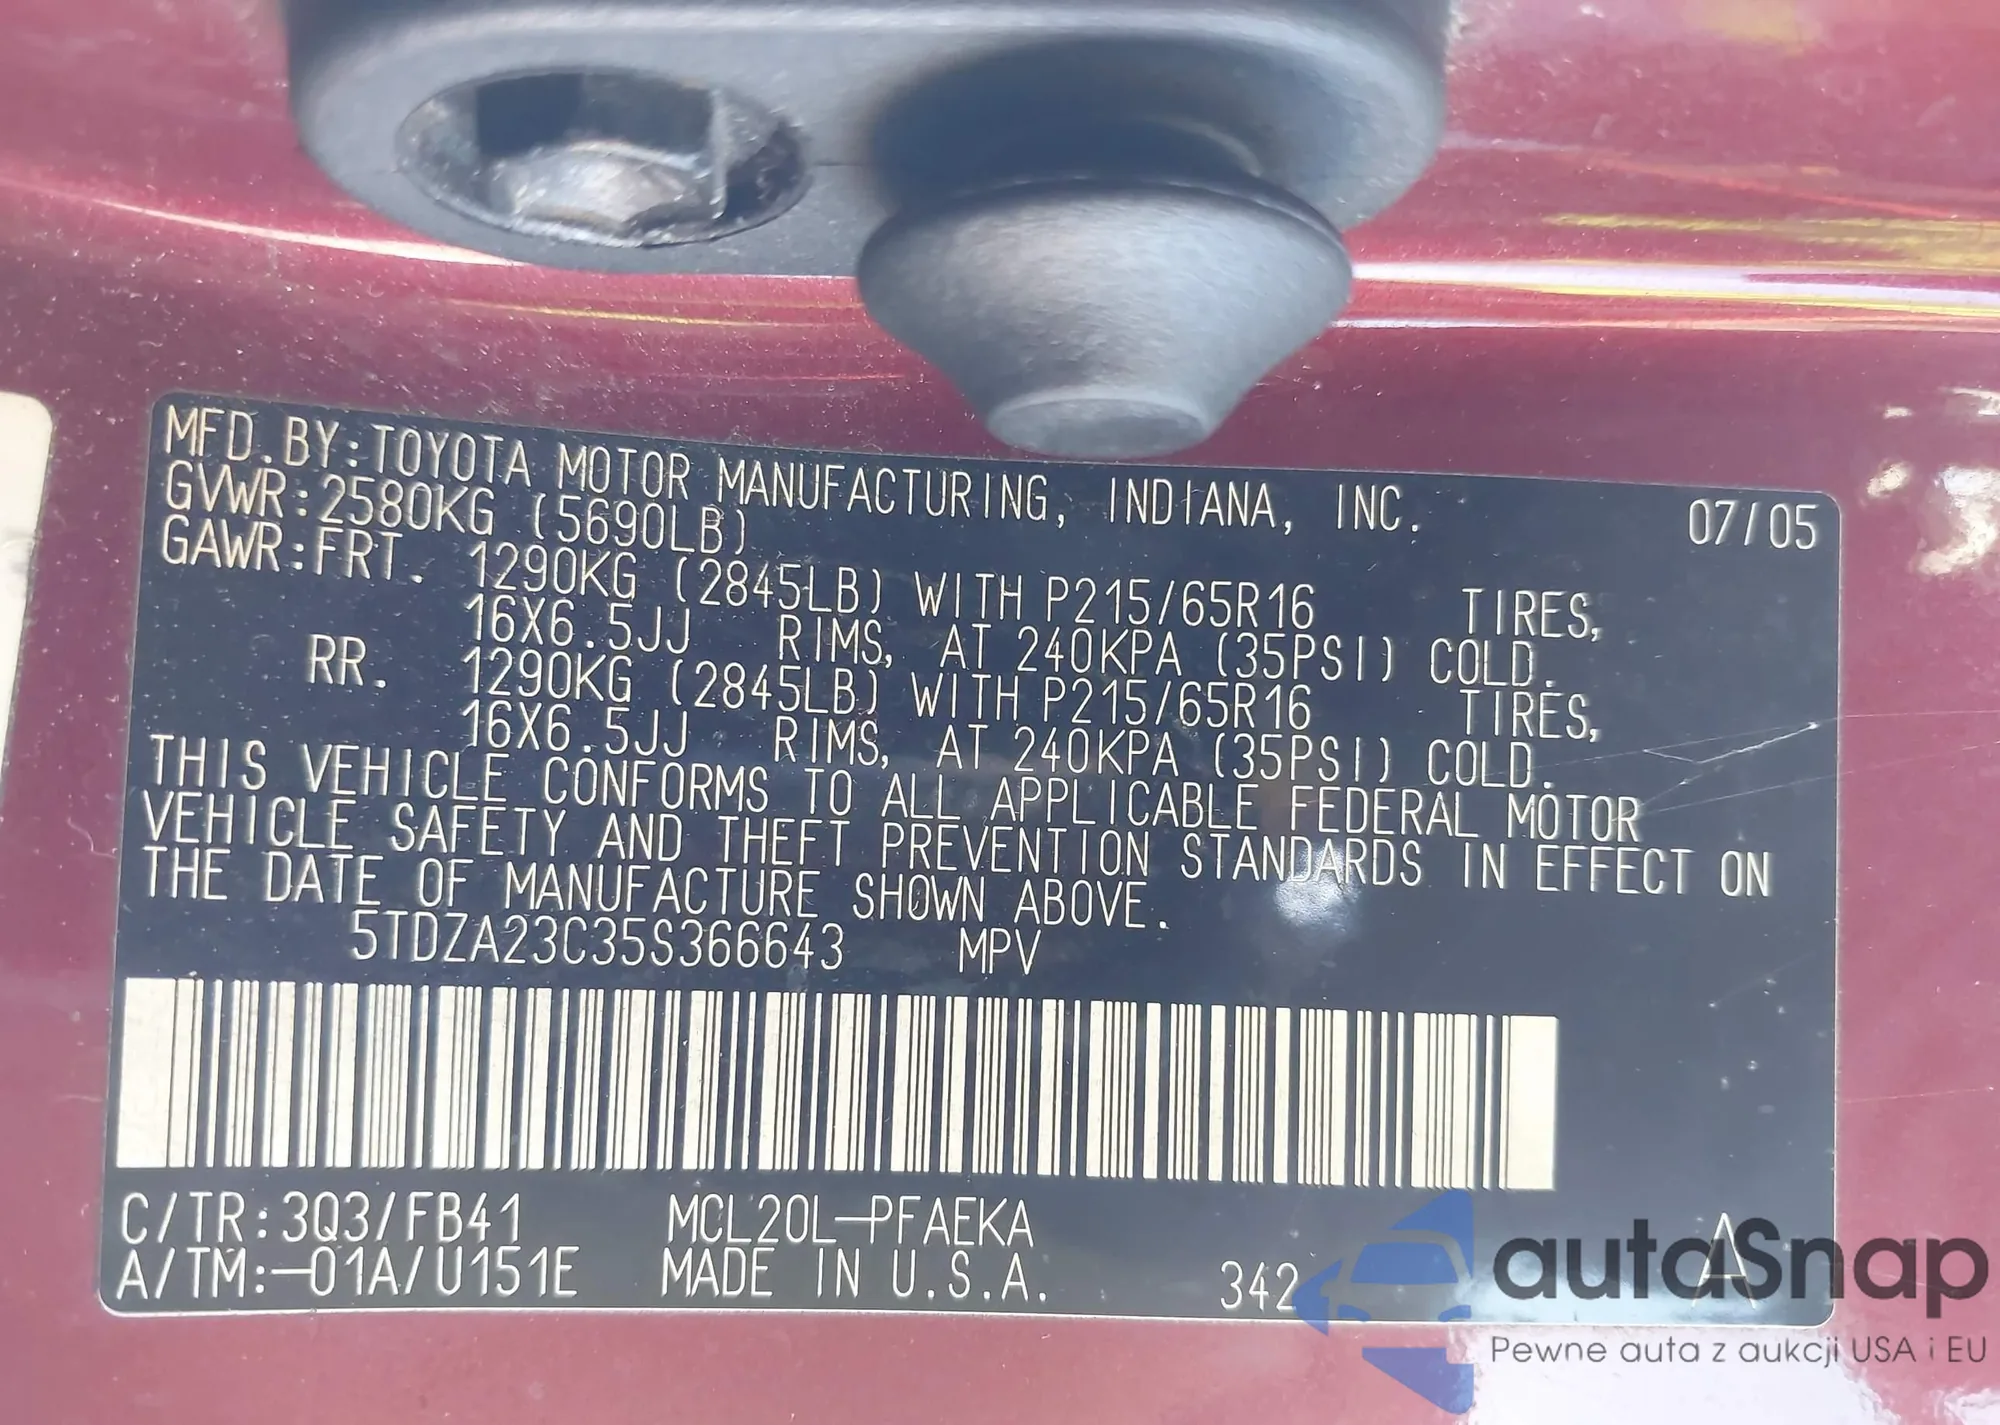 MFD. BY: TOYOTA MOTOR MANUFACTURING, INDIANA, INC. 07/05
GVWR: 2580KG (5690LB)
GAWR: FRT. 1290KG (2845LB) WITH P215/65R16 TIRES,
16X6.5JJ RIMS, AT 240KPA (35PSI) COLD.
RR. 1290KG (2845LB) WITH P215/65R16 TIRES,
16X6.5JJ RIMS, AT 240KPA (35PSI) COLD.
THIS VEHICLE CONFORMS TO ALL APPLICABLE FEDERAL MOTOR
VEHICLE SAFETY AND THEFT PREVENTION STANDARDS IN EFFECT ON
THE DATE OF MANUFACTURE SHOWN ABOVE.
5TDZA23C35S366643 MPV
C/TR: 3Q3/FB41 MCL20L-PFAEKA
A/TM: -01A/U151E MADE IN U.S.A. 342 A
autoSnap
Pewne auta z aukcji USA i EU